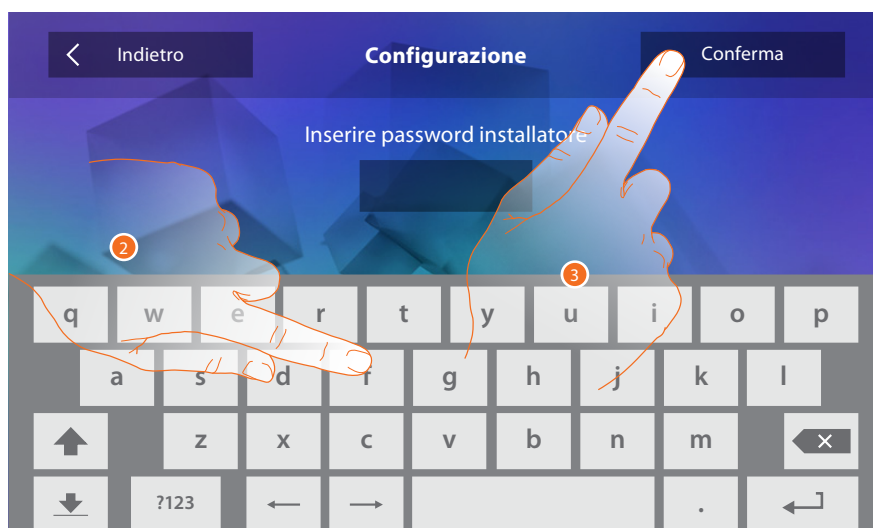 Indietro
Configurazione
Conferma
Inserire password installatore
2
3
q w e r t y u i o p
a s d f g h j k l
z x c v b n m
?123 .